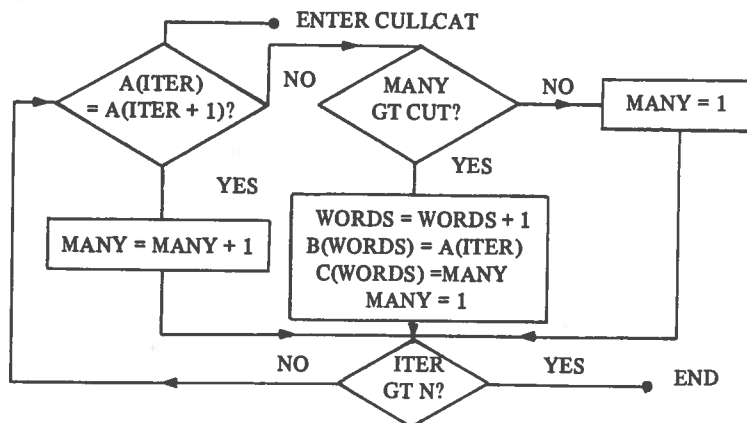 ENTER CULLCAT
A(ITER)
= A(ITER + 1)?
NO
MANY
GT CUT?
NO
MANY = 1
YES
YES
MANY = MANY + 1
WORDS = WORDS + 1
B(WORDS) = A(ITER)
C(WORDS) =MANY
MANY = 1
NO
ITER
GT N?
YES
END